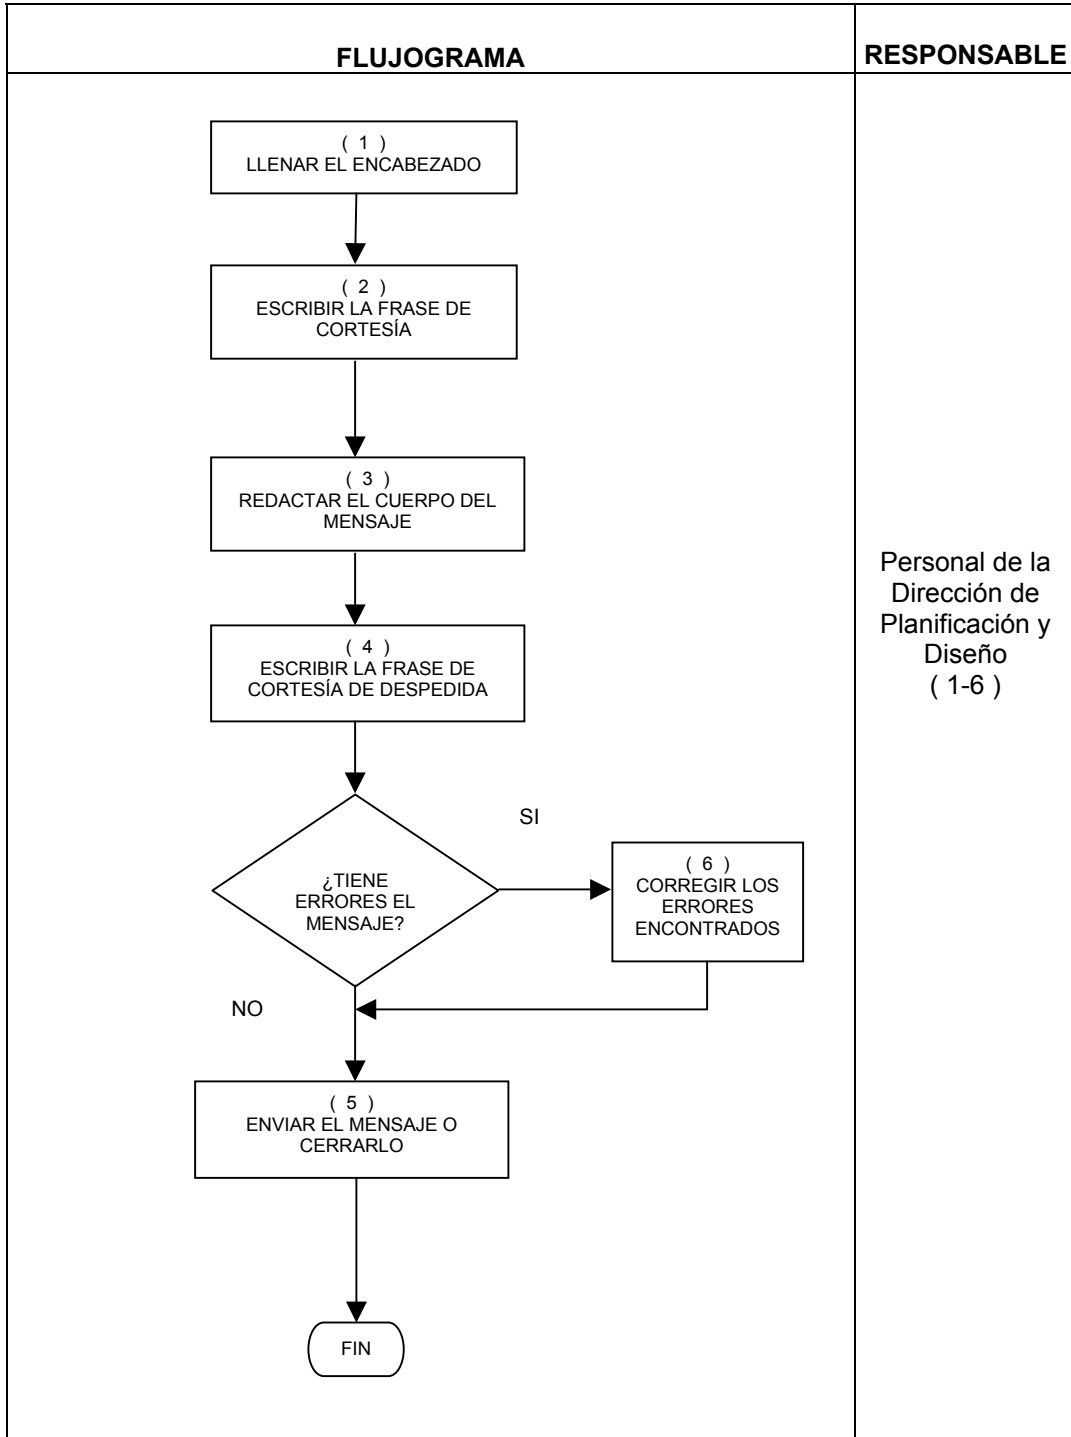 FLUJOGRAMA
RESPONSABLE
( 1 )
LLENAR EL ENCABEZADO
( 2 )
ESCRIBIR LA FRASE DE
CORTESÍA
( 3 )
REDACTAR EL CUERPO DEL
MENSAJE
( 4 )
ESCRIBIR LA FRASE DE
CORTESÍA DE DESPEDIDA
¿TIENE
ERRORES EL
MENSAJE?
SI
( 6 )
CORREGIR LOS
ERRORES
ENCONTRADOS
NO
( 5 )
ENVIAR EL MENSAJE O
CERRARLO
FIN
Personal de la
Dirección de
Planificación y
Diseño
( 1-6 )